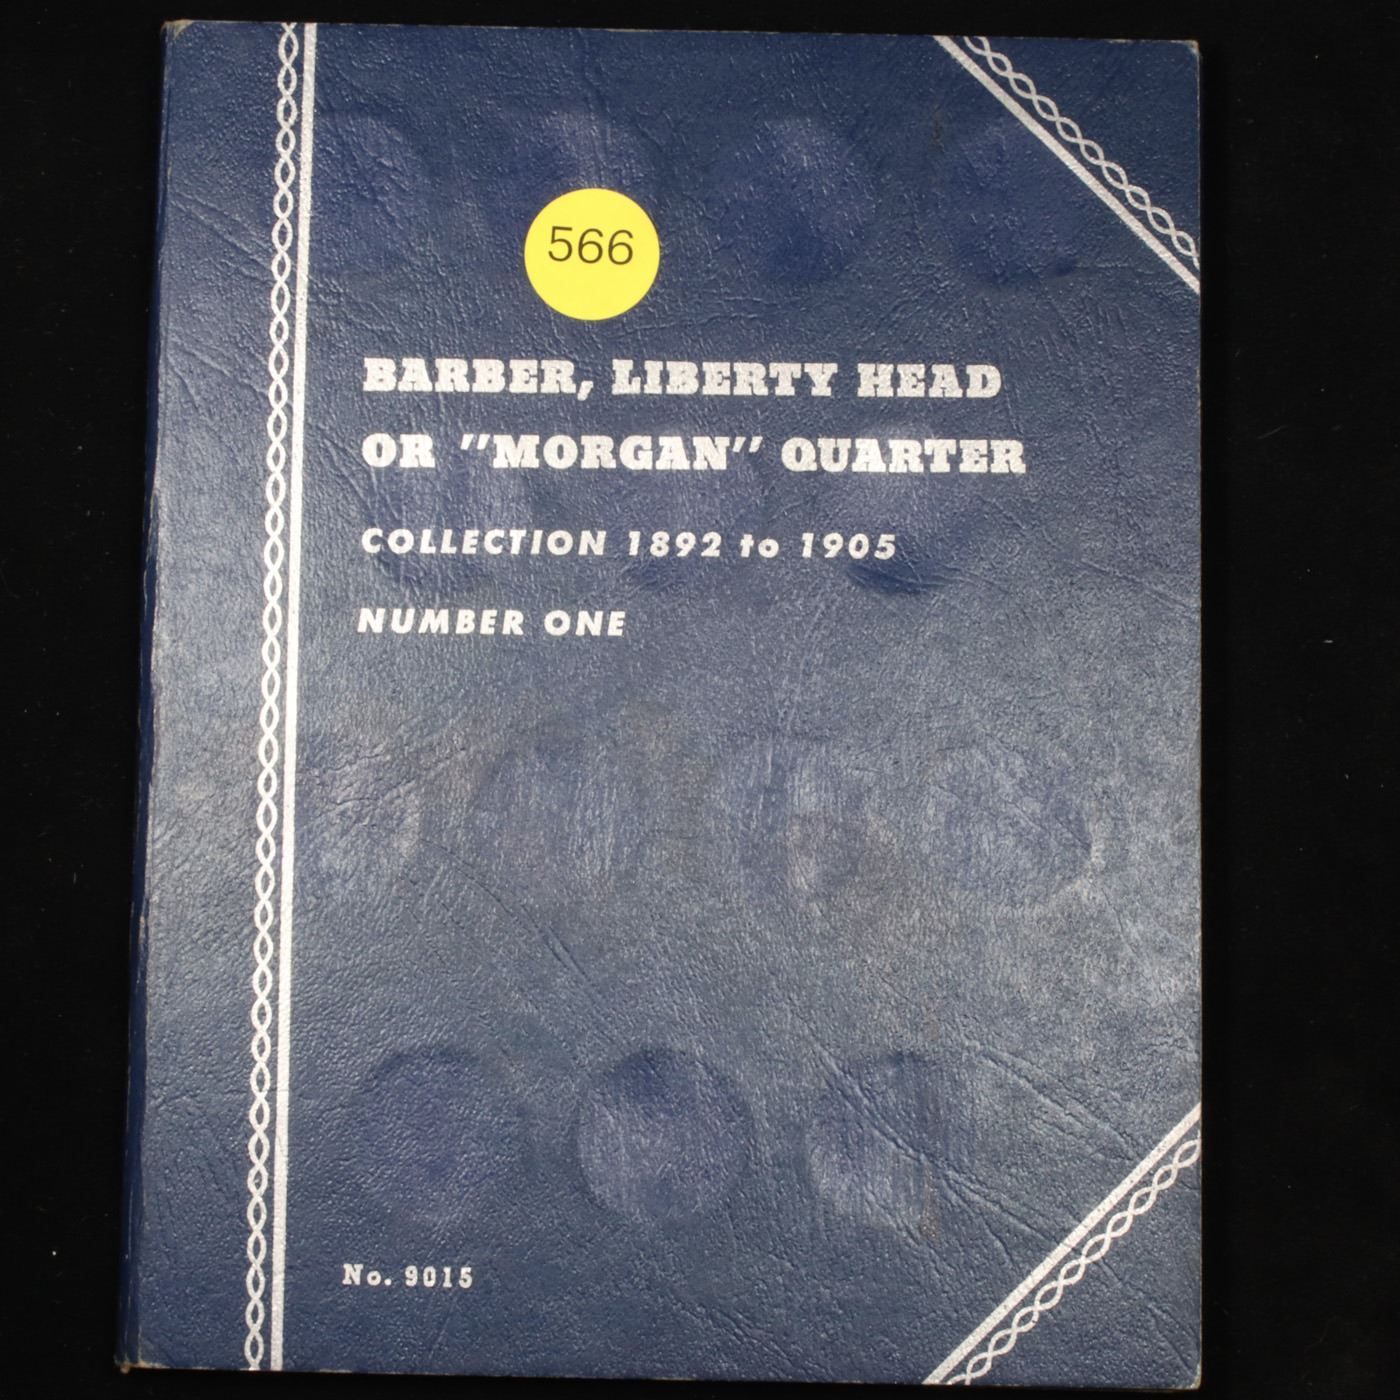 566
BARBER, LIBERTY HEAD
OR "MORGAN" QUARTER
COLLECTION 1892 to 1905
NUMBER ONE
No. 9015